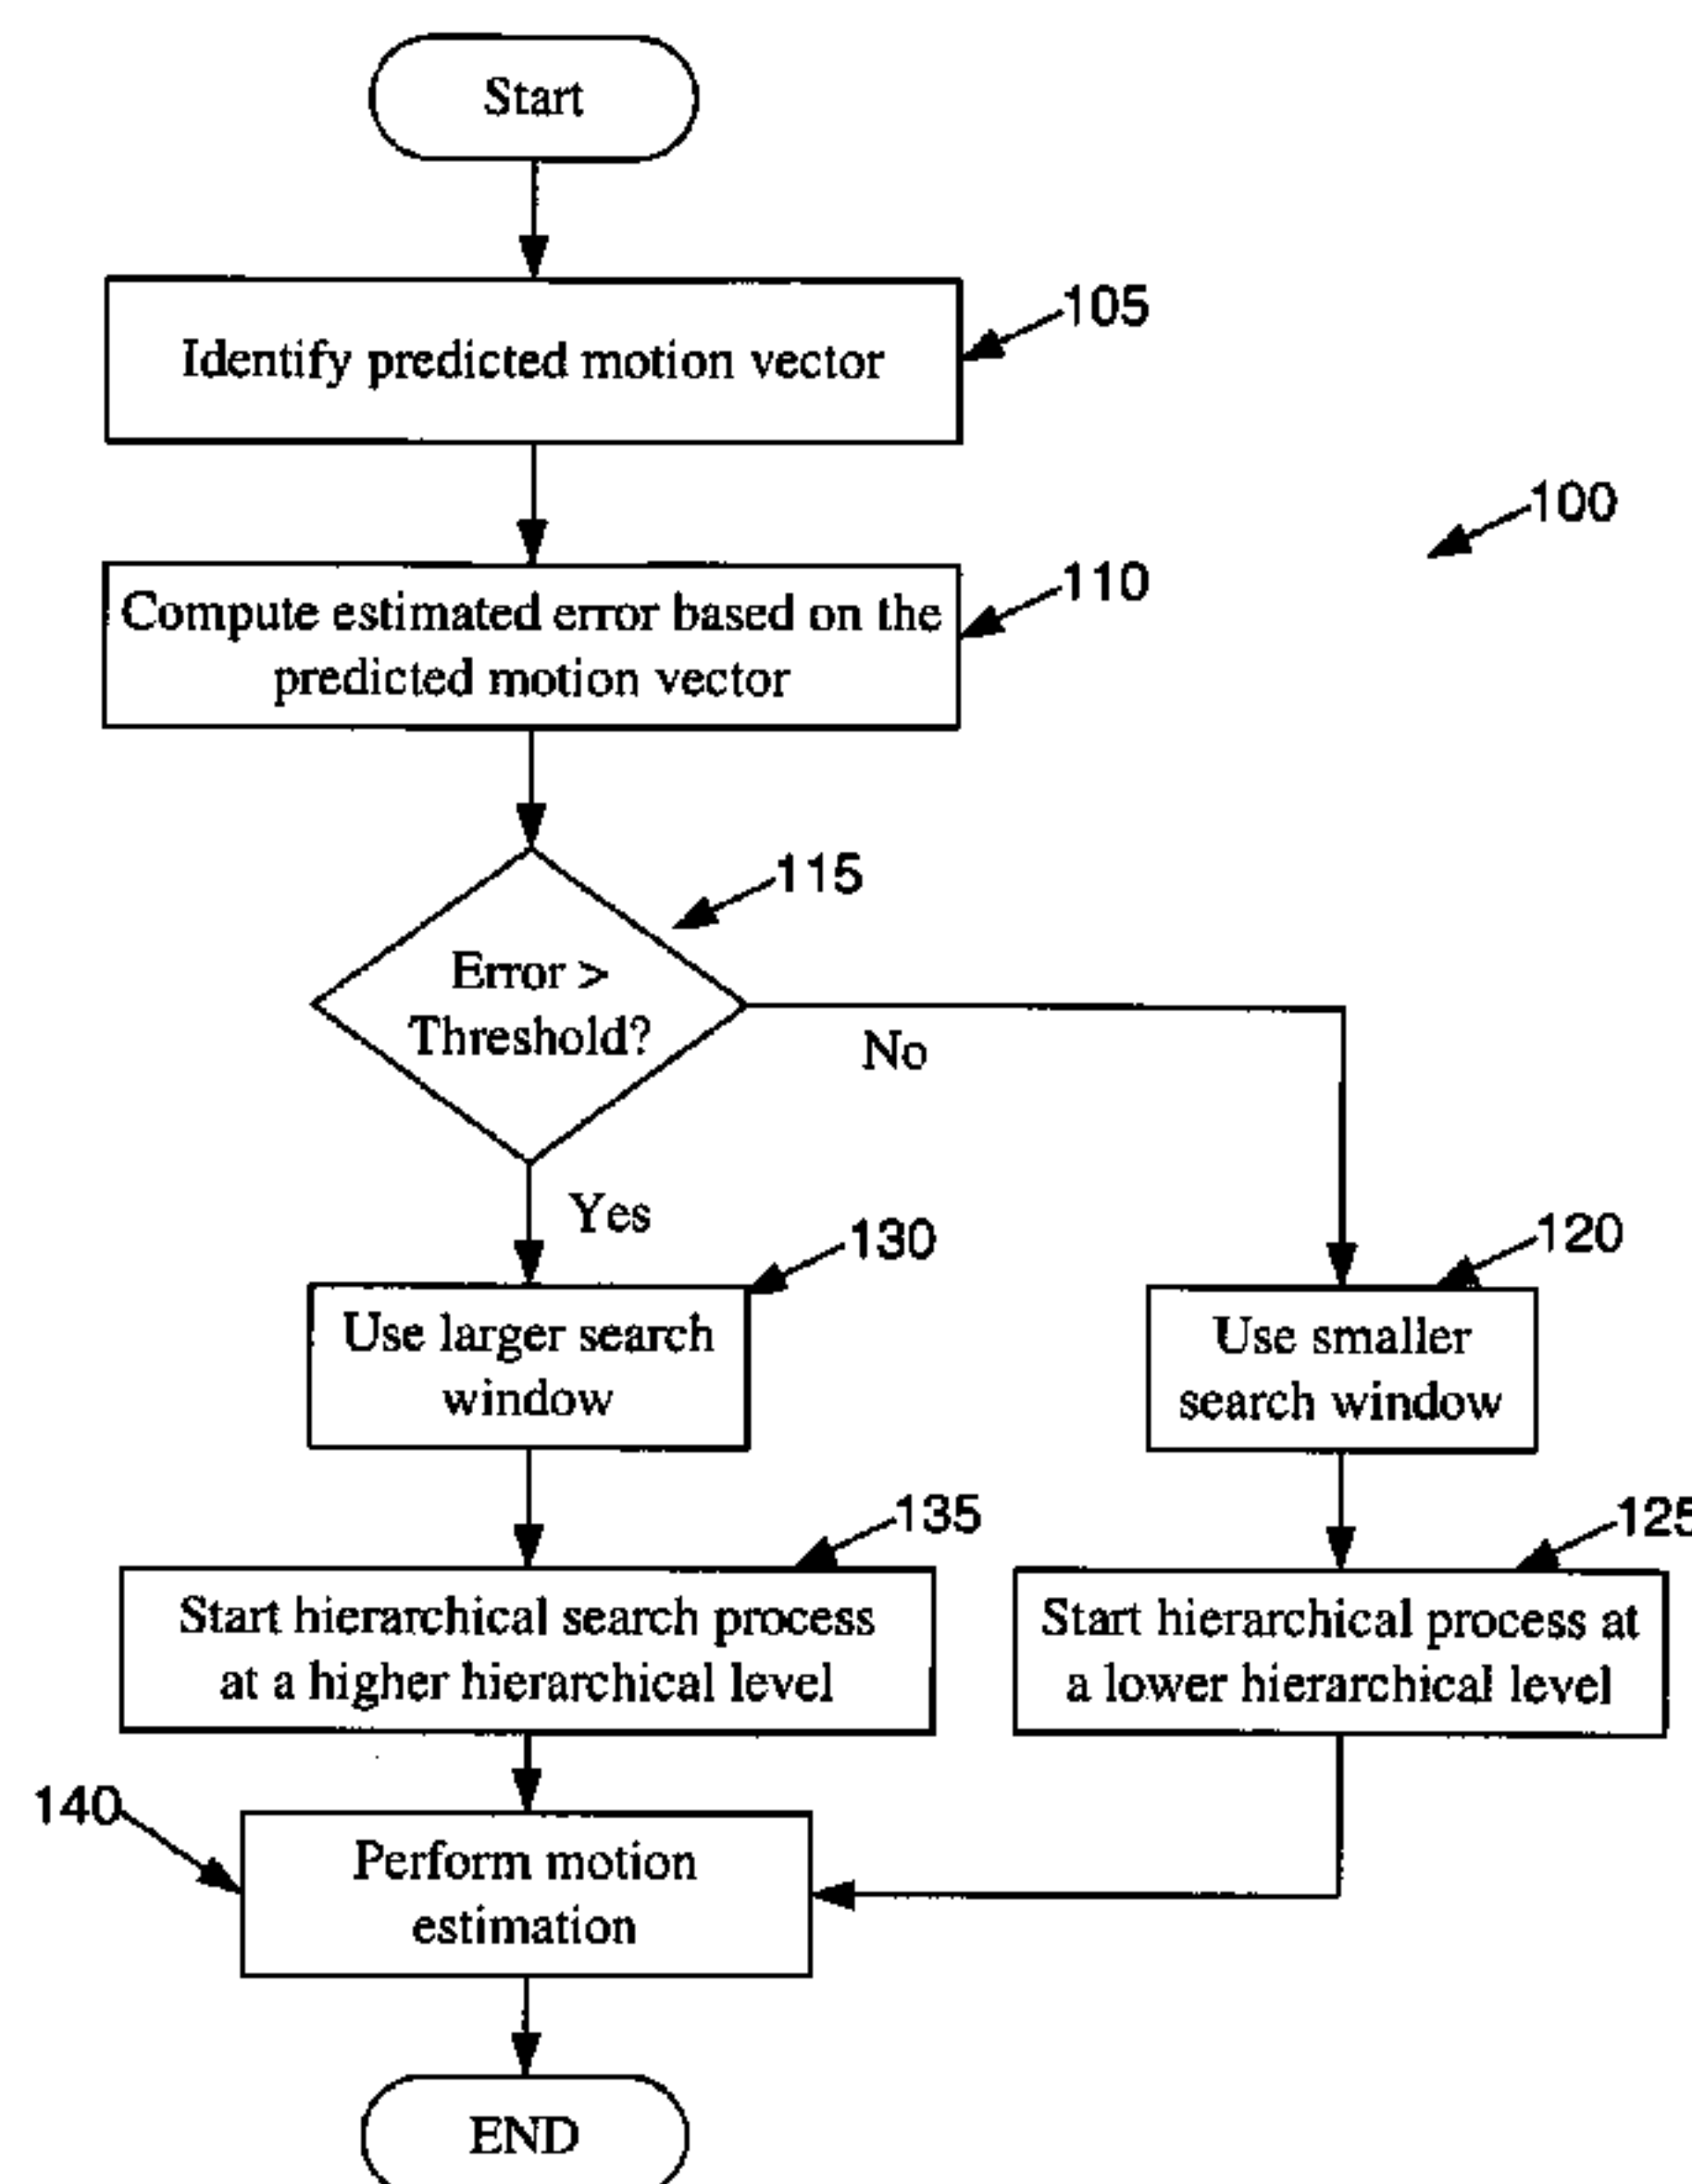 Start
Identify predicted motion vector
105
100
Compute estimated error based on the
predicted motion vector
110
115
Error >
Threshold?
No
Yes
130
120
Use larger search
window
Use smaller
search window
135
125
Start hierarchical search process
at a higher hierarchical level
Start hierarchical process at
a lower hierarchical level
140
Perform motion
estimation
END